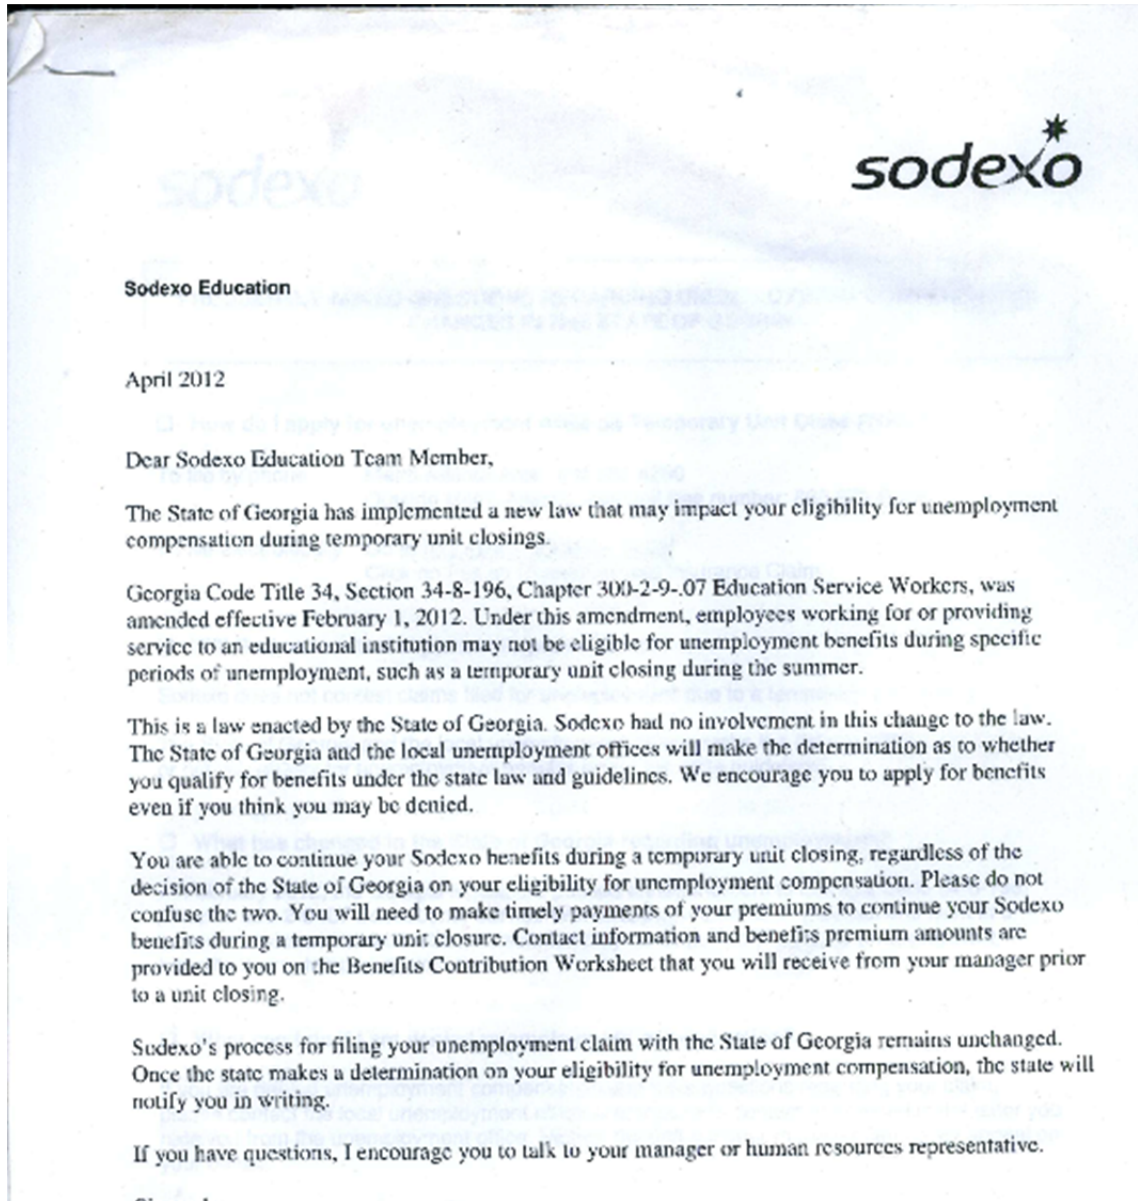 sodexo
Sodexo Education
April 2012
Dear Sodexo Education Team Member,
The State of Georgia has implemented a new law that may impact your eligibility for unemployment
compensation during temporary unit closings.
Georgia Code Title 34, Section 34-8-196, Chapter 300-2-9-.07 Education Service Workers, was
amended effective February 1, 2012. Under this amendment, employees working for or providing
service to an educational institution may not be eligible for unemployment benefits during specific
periods of unemployment, such as a temporary unit closing during the summer.
This is a law enacted by the State of Georgia. Sodexo had no involvement in this change to the law.
The State of Georgia and the local unemployment offices will make the determination as to whether
you qualify for benefits under the state law and guidelines. We encourage you to apply for benefits
even if you think you may be denied.
You are able to continue your Sodexo benefits during a temporary unit closing, regardless of the
decision of the State of Georgia on your eligibility for unemployment compensation. Please do not
confuse the two. You will need to make timely payments of your premiums to continue your Sodexo
benefits during a temporary unit closure. Contact information and benefits premium amounts are
provided to you on the Benefits Contribution Worksheet that you will receive from your manager prior
to a unit closing.
Sodexo's process for filing your unemployment claim with the State of Georgia remains unchanged.
Once the state makes a determination on your eligibility for unemployment compensation, the state will
notify you in writing.
If you have questions, I encourage you to talk to your manager or human resources representative.